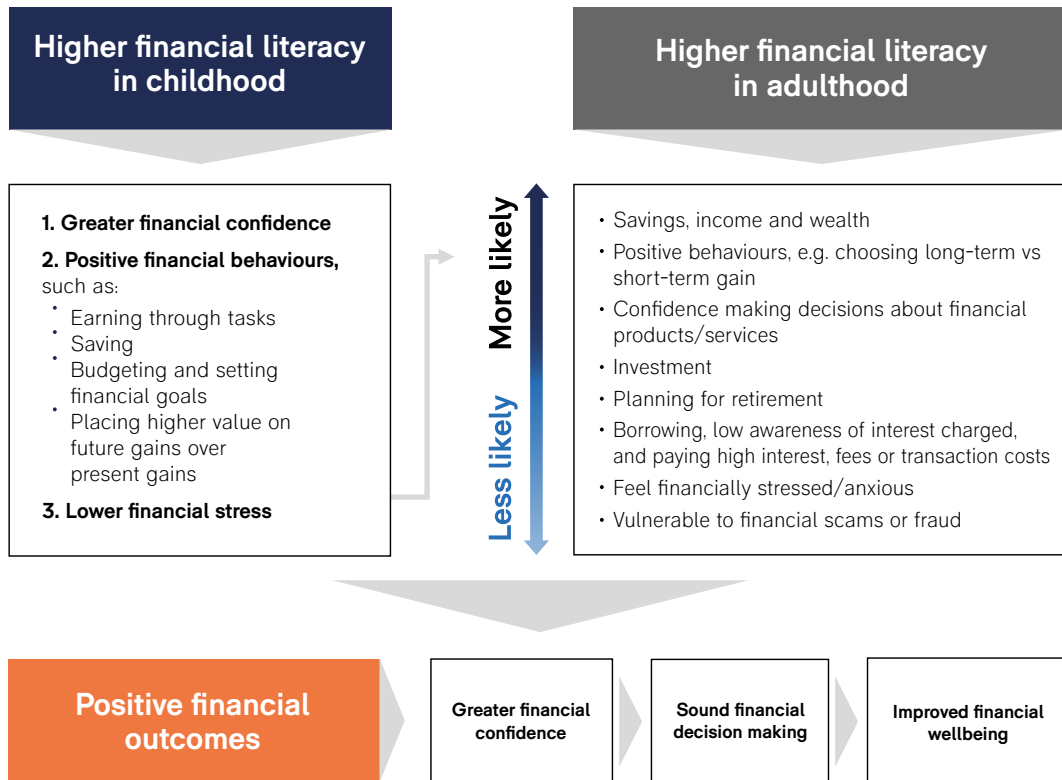 Higher financial literacy
in childhood
Higher financial literacy
in adulthood
1. Greater financial confidence
2. Positive financial behaviours,
such as:
• Earning through tasks
• Saving
• Budgeting and setting
financial goals
• Placing higher value on
future gains over
present gains
3. Lower financial stress
More likely
Less likely
• Savings, income and wealth
• Positive behaviours, e.g. choosing long-term vs
short-term gain
• Confidence making decisions about financial
products/services
• Investment
• Planning for retirement
• Borrowing, low awareness of interest charged,
and paying high interest, fees or transaction costs
• Feel financially stressed/anxious
• Vulnerable to financial scams or fraud
Positive financial
outcomes
Greater financial
confidence
Sound financial
decision making
Improved financial
wellbeing